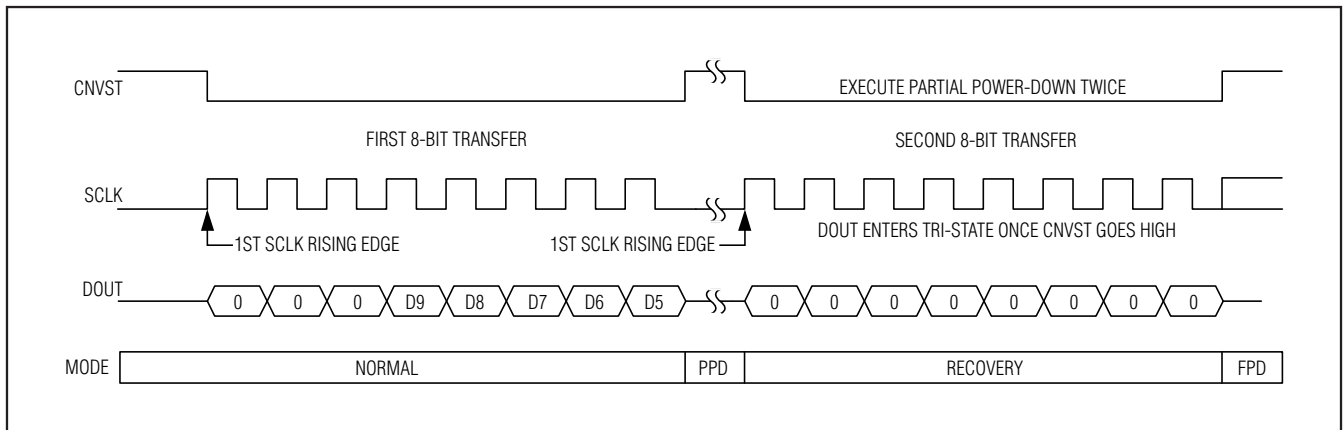 CNVST
EXECUTE PARTIAL POWER-DOWN TWICE
FIRST 8-BIT TRANSFER
SECOND 8-BIT TRANSFER
SCLK
1ST SCLK RISING EDGE
1ST SCLK RISING EDGE
DOUT ENTERS TRI-STATE ONCE CNVST GOES HIGH
DOUT
0 0 0 D9 D8 D7 D6 D5
0 0 0 0 0 0 0 0
MODE
NORMAL
PPD
RECOVERY
FPD